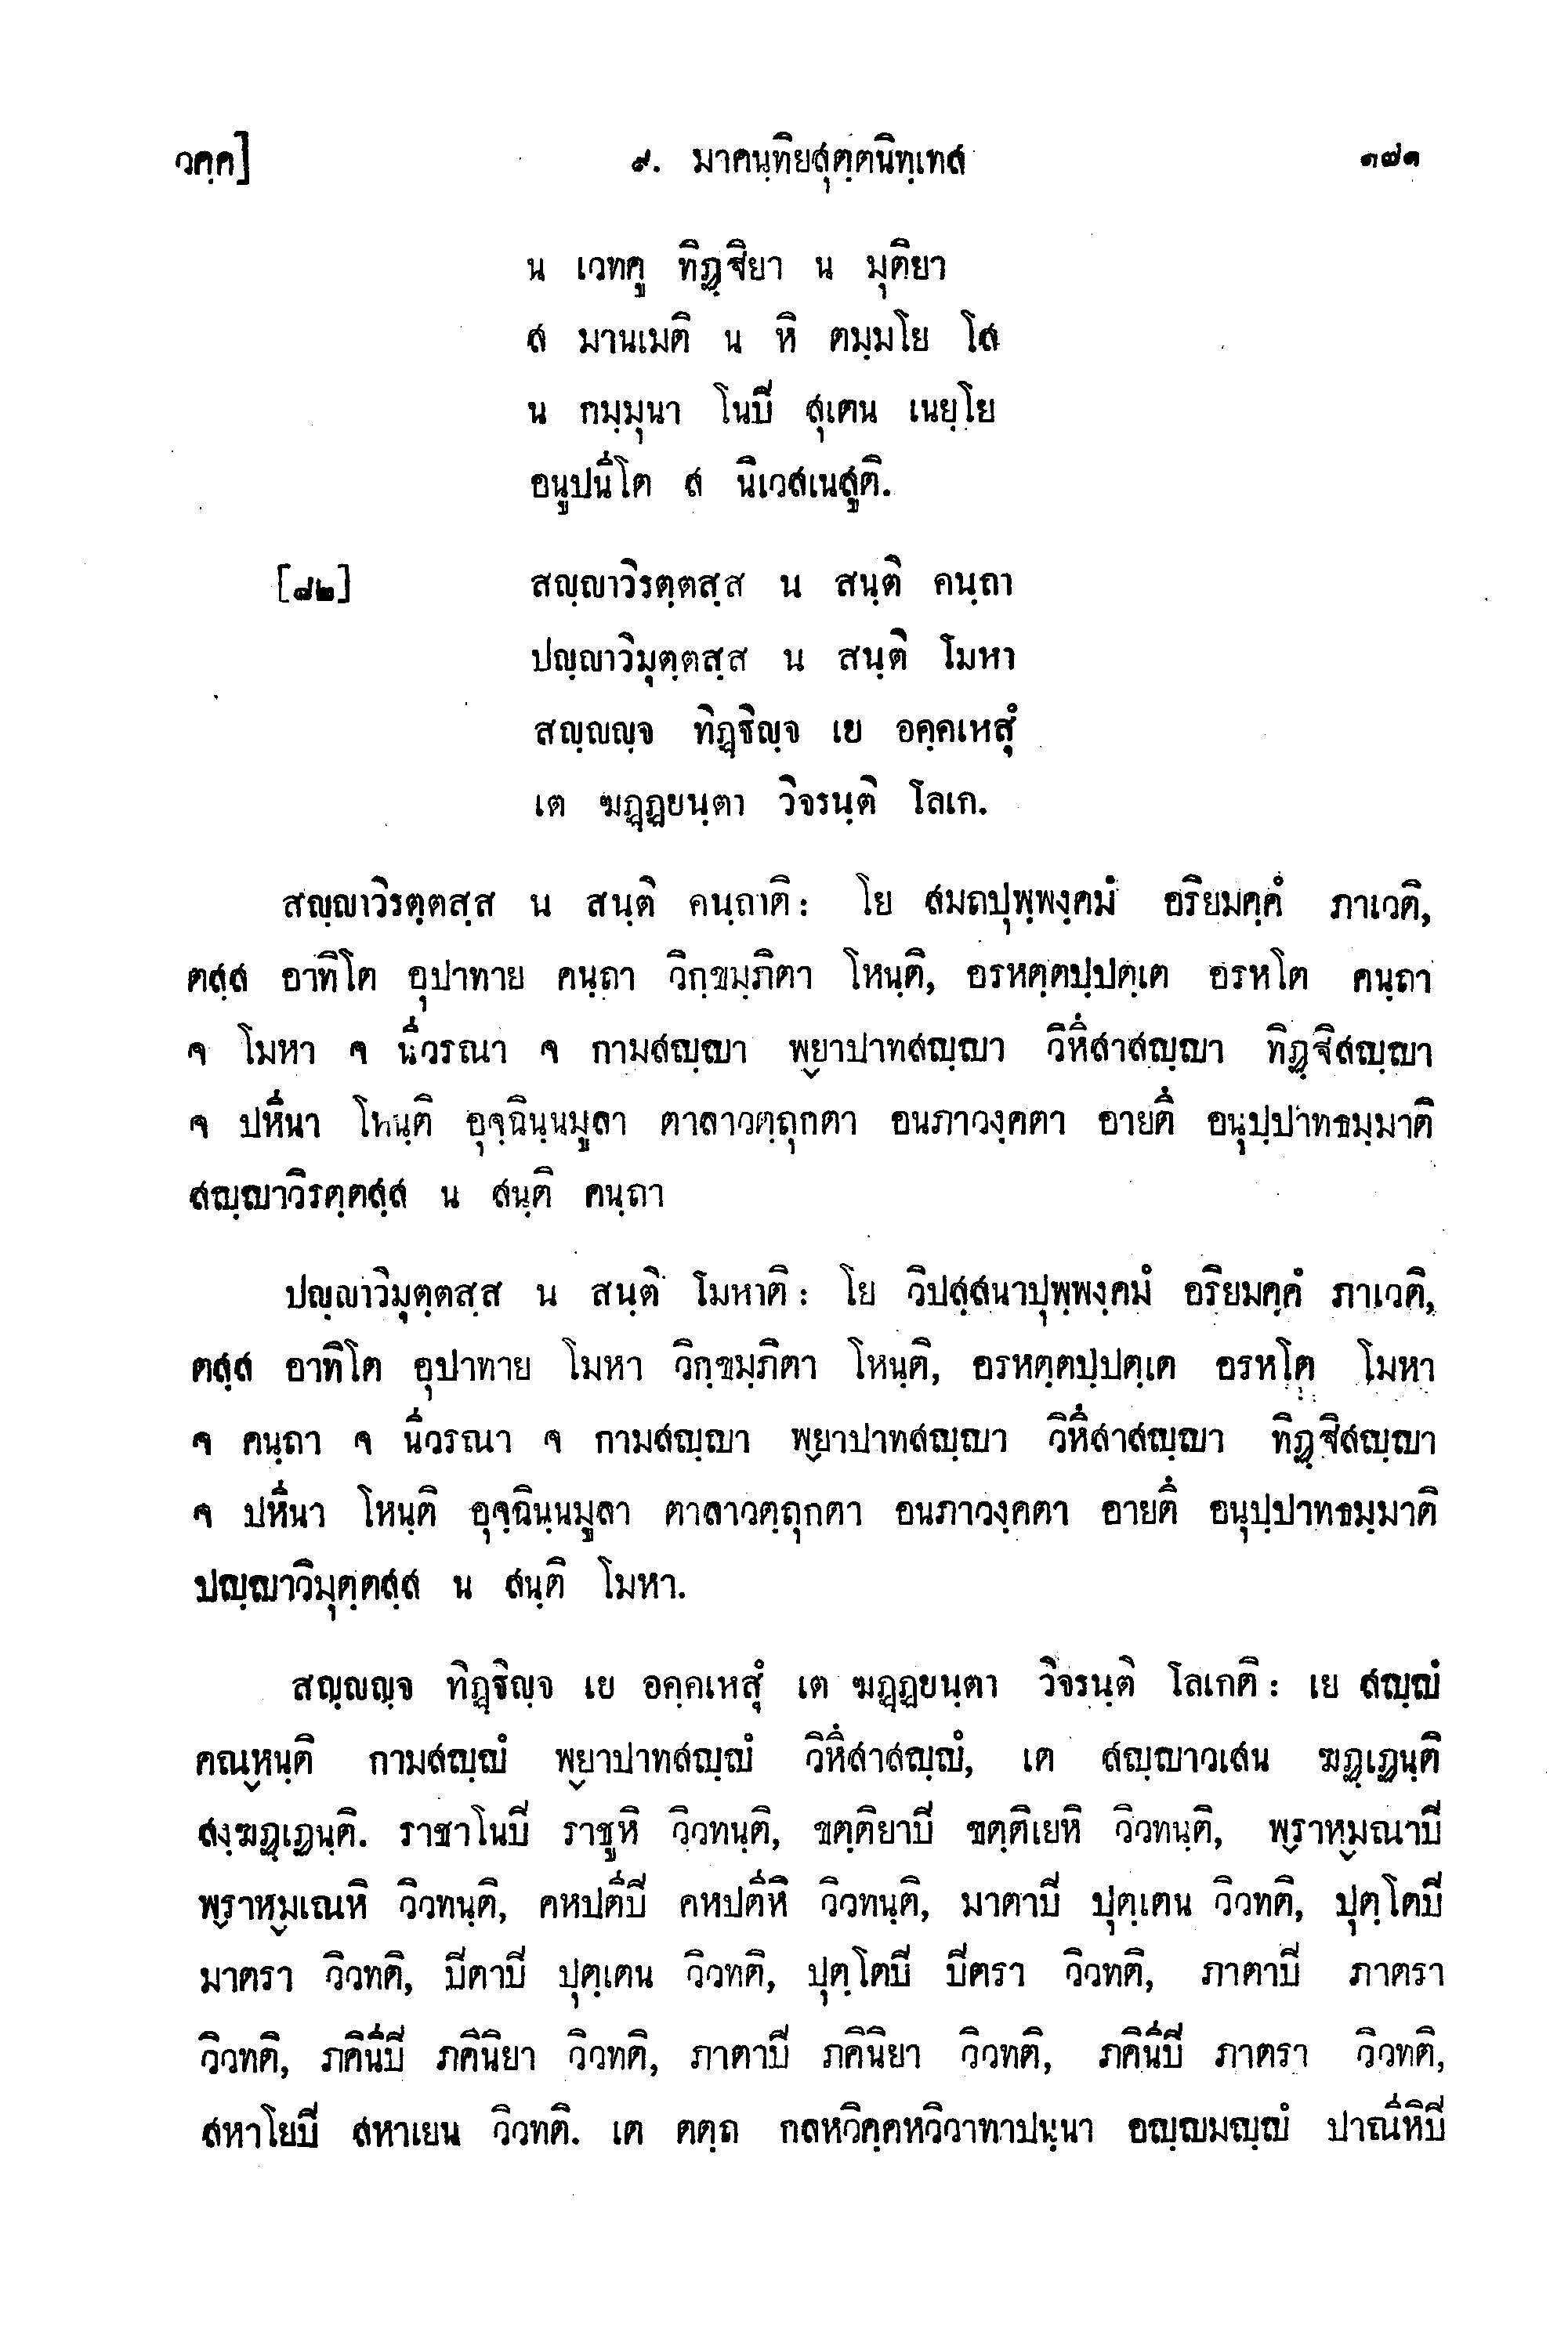 วคฺค]
๙. มาคนฺทิยสุตฺตนิทฺเทส
๑๗๑
น เวทคู ทิฏฺฐิยา น มุติยา
ส มานเมติ น หิ ตมฺมโย โส
น กมฺมุนา โนปิ สุเตน เนยฺโย
อนูปนีโต ส นิเวสเนสูติ.
[๘๒]
สญฺญาวิรตฺตสฺส น สนฺติ คนฺถา
ปญฺญาวิมุตฺตสฺส น สนฺติ โมหา
สญฺญญฺจ ทิฏฺฐิญฺจ เย อคฺคเหสุํ
เต ฆฏฺฏยนฺตา วิจรนฺติ โลเก.
สญฺญาวิรตฺตสฺส น สนฺติ คนฺถาติ: โย สมถปุพฺพงฺคมํ อริยมคฺคํ ภาเวติ,
ตสฺส อาทิโต อุปาทาย คนฺถา วิกฺขมฺภิตา โหนฺติ, อรหตฺตปฺปตฺเต อรหโต คนฺถา
จ โมหา จ นีวรณา จ กามสญฺญา พฺยาปาทสญฺญา วิหึสาสญฺญา ทิฏฺฐิสญฺญา
จ ปหีนา โหนฺติ อุจฺฉินฺนมูลา ตาลาวตฺถุกตา อนภาวงฺคตา อายตึ อนุปฺปาทธมฺมาติ
สญฺญาวิรตฺตสฺส น สนฺติ คนฺถา
ปญฺญาวิมุตฺตสฺส น สนฺติ โมหาติ: โย วิปสฺสนาปุพฺพงฺคมํ อริยมคฺคํ ภาเวติ,
ตสฺส อาทิโต อุปาทาย โมหา วิกฺขมฺภิตา โหนฺติ, อรหตฺตปฺปตฺเต อรหโต โมหา
จ คนฺถา จ นีวรณา จ กามสญฺญา พฺยาปาทสญฺญา วิหึสาสญฺญา ทิฏฺฐิสญฺญา
จ ปหีนา โหนฺติ อุจฺฉินฺนมูลา ตาลาวตฺถุกตา อนภาวงฺคตา อายตึ อนุปฺปาทธมฺมาติ
ปญฺญาวิมุตฺตสฺส น สนฺติ โมหา.
สญฺญญฺจ ทิฏฺฐิญฺจ เย อคฺคเหสุํ เต ฆฏฺฏยนฺตา วิจรนฺติ โลเกติ: เย สญฺญํ
คณฺหนฺติ กามสญฺญํ พฺยาปาทสญฺญํ วิหึสาสญฺญํ, เต สญฺญาวเสน ฆฏฺเฏนฺติ
สงฺฆฏฺเฏนฺติ. ราชาโนปิ ราชูหิ วิวทนฺติ, ขตฺติยาปิ ขตฺติเยหิ วิวทนฺติ, พฺราหฺมณาปิ
พฺราหฺมเณหิ วิวทนฺติ, คหปตีปิ คหปตีหิ วิวทนฺติ, มาตาปิ ปุตฺเตน วิวทติ, ปุตฺโตปิ
มาตรา วิวทติ, ปิตาปิ ปุตฺเตน วิวทติ, ปุตฺโตปิ ปิตรา วิวทติ, ภาตาปิ ภาตรา
วิวทติ, ภคินีปิ ภคินิยา วิวทติ, ภาตาปิ ภคินิยา วิวทติ, ภคินีปิ ภาตรา วิวทติ,
สหาโยปิ สหาเยน วิวทติ. เต ตตฺถ กลหวิคฺคหวิวาทาปนฺนา อญฺญมญฺญํ ปาณีหิปิ